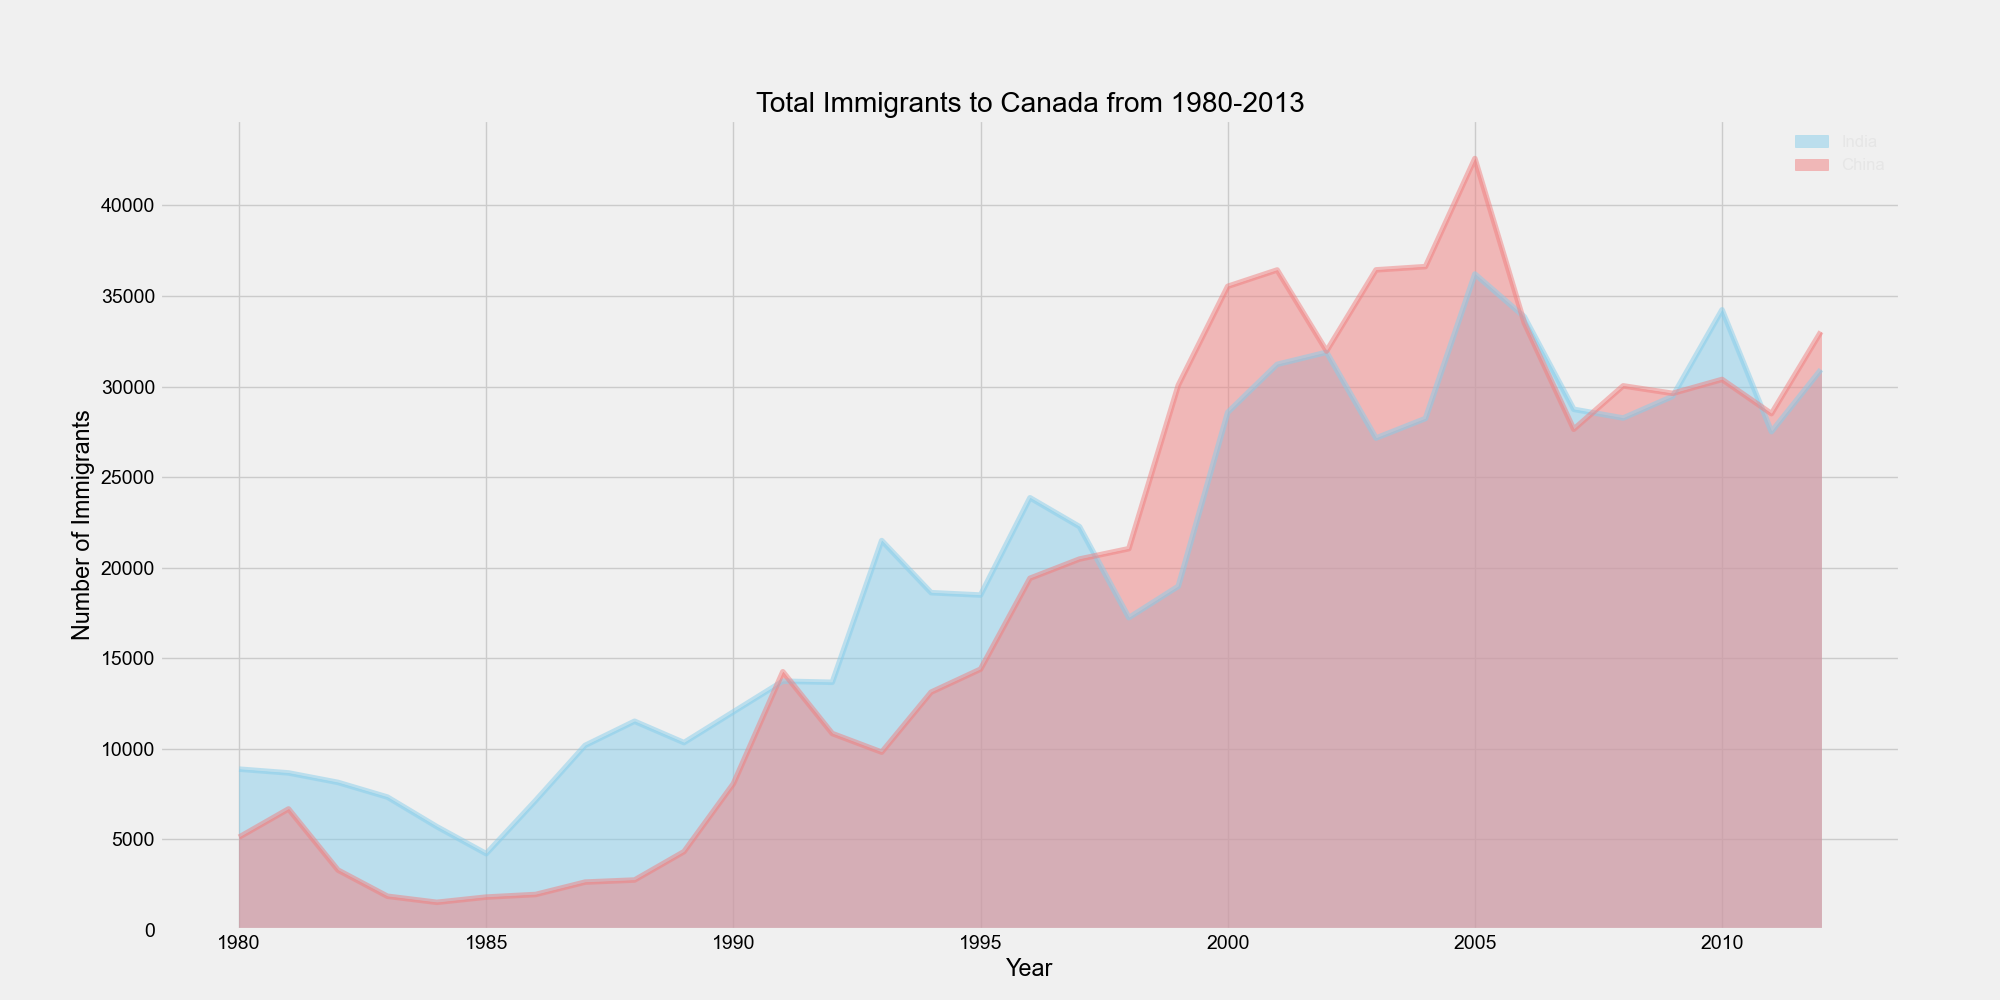 Total Immigrants to Canada from 1980-2013
India
China
40000
35000
30000
25000
20000
15000
10000
5000
0
Number of Immigrants
1980 1985 1990 1995 2000 2005 2010
Year